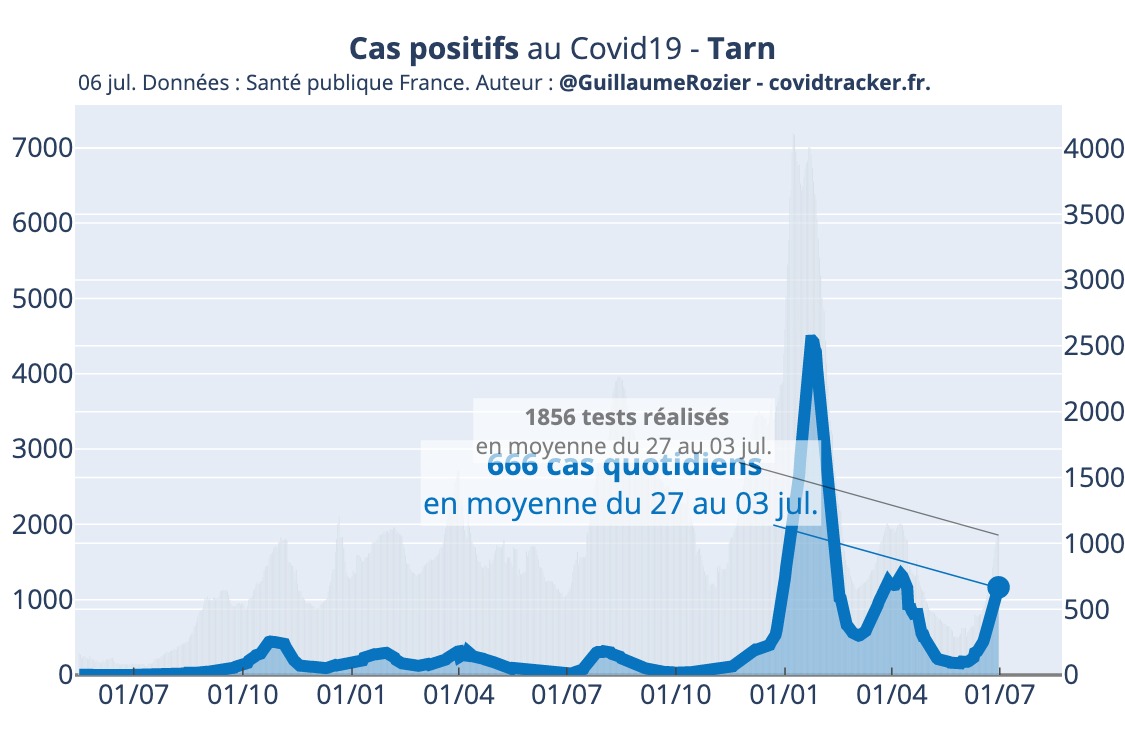 Cas positifs au Covid19 - Tarn
06 jul. Données : Santé publique France. Auteur : @GuillaumeRozier - covidtracker.fr.
7000
6000
5000
4000
3000
2000
1000
0
4000
3500
3000
2500
2000
1500
1000
500
0
1856 tests réalisés
en moyenne du 27 au 03 jul.
666 cas quotidiens
en moyenne du 27 au 03 jul.
01/07 01/10 01/01 01/04 01/07 01/10 01/01 01/04 01/07